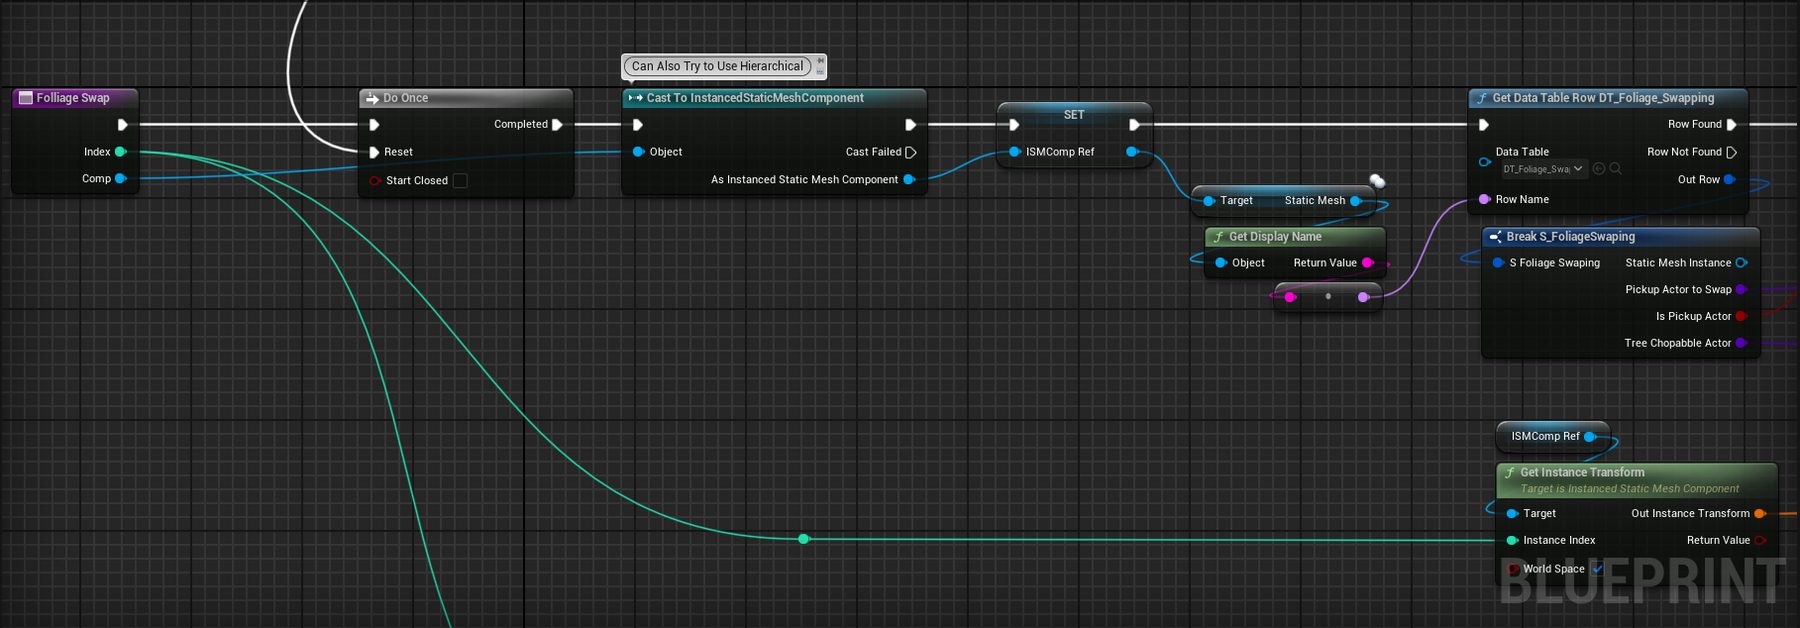 Can Also Try to Use Hierarchical
Folliage Swap
Index
Comp
Do Once
Completed
Reset
Start Closed
Cast To InstancedStaticMeshComponent
Object
Cast Failed
As Instanced Static Mesh Component
SET
ISMComp Ref
Target Static Mesh
Get Display Name
Object Return Value
Get Data Table Row DT_Foliage_Swapping
Row Found
Data Table
DT_Foliage_Swa
Row Not Found
Out Row
Row Name
Break S_FoliageSwaping
S Foliage Swaping Static Mesh Instance
Pickup Actor to Swap
Is Pickup Actor
Tree Chopabble Actor
ISMComp Ref
Get Instance Transform
Target is Instanced Static Mesh Component
Target Out Instance Transform
Instance Index Return Value
World Space
BLUEPRINT